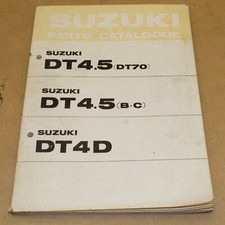 SUZUKI
PARTS CATALOGUE
SUZUKI
DT4.5(DT70)
SUZUKI
DT4.5(B·C)
SUZUKI
DT4D